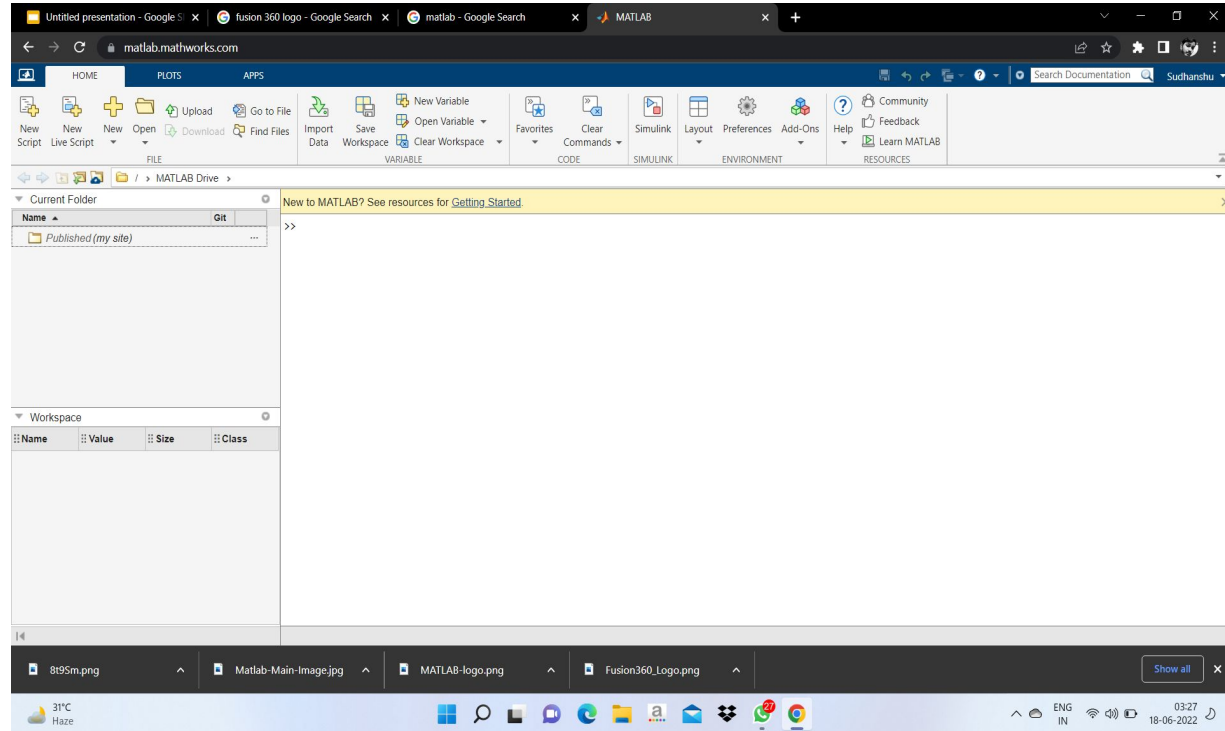 Untitled presentation - Google Sl
fusion 360 logo - Google Search
matlab - Google Search
MATLAB
matlab.mathworks.com
HOME PLOTS APPS
Search Documentation
Sudhanshu
New Script
New Live Script
New
Open
Upload
Download
Go to File
Find Files
FILE
Import Data
Save Workspace
New Variable
Open Variable
Clear Workspace
VARIABLE
Favorites
Clear Commands
CODE
Simulink
SIMULINK
Layout
Preferences
Add-Ons
ENVIRONMENT
Help
Community
Feedback
Learn MATLAB
RESOURCES
/ > MATLAB Drive >
Current Folder
Name Git
Published (my site) ...
New to MATLAB? See resources for Getting Started.
>>
Workspace
Name Value Size Class
8t9Sm.png
Matlab-Main-Image.jpg
MATLAB-logo.png
Fusion360_Logo.png
Show all
31°C
Haze
27
ENG
IN
03:27
18-06-2022